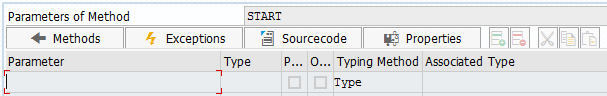 Parameters of Method START
Methods Exceptions Sourcecode Properties
Parameter Type P... O... Typing Method Associated Type
Type